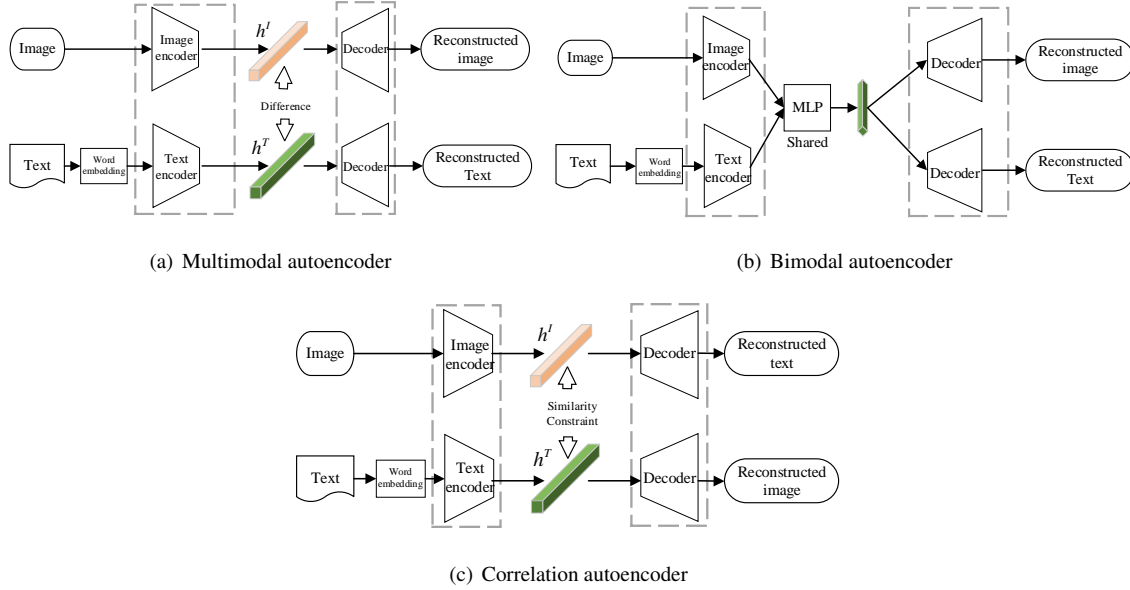 Image
Image
encoder
h^I
Decoder
Reconstructed
image
Difference
Text
Word
embedding
Text
encoder
h^T
Decoder
Reconstructed
Text
(a) Multimodal autoencoder
Image
Image
encoder
MLP
Shared
Decoder
Reconstructed
image
Text
Word
embedding
Text
encoder
Decoder
Reconstructed
Text
(b) Bimodal autoencoder
Image
Image
encoder
h^I
Decoder
Reconstructed
text
Similarity
Constraint
Text
Word
embedding
Text
encoder
h^T
Decoder
Reconstructed
image
(c) Correlation autoencoder